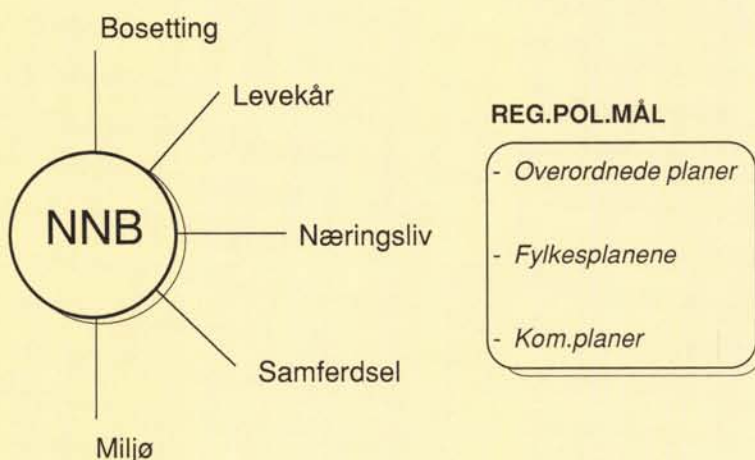 Bosetting
Levekår
NNB
Næringsliv
Samferdsel
Miljø
REG.POL.MÅL
- Overordnede planer
- Fylkesplanene
- Kom.planer